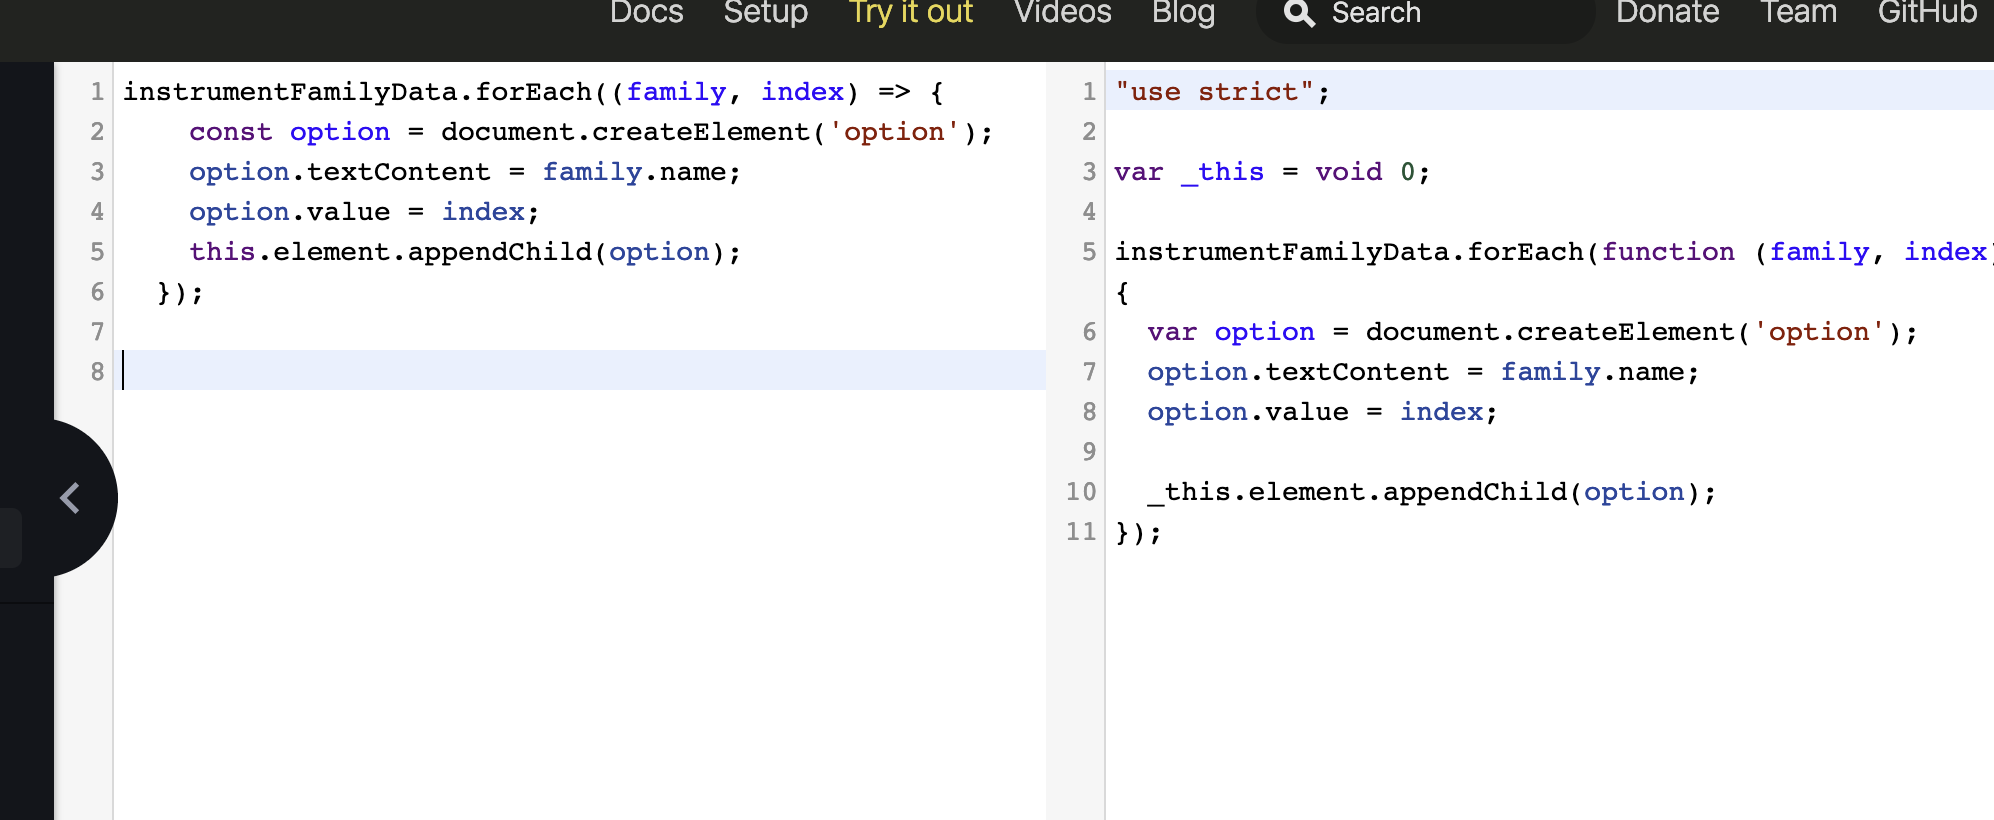 Docs Setup Try it out Videos Blog Search Donate Team GitHub
1 instrumentFamilyData.forEach((family, index) => {
2     const option = document.createElement('option');
3     option.textContent = family.name;
4     option.value = index;
5     this.element.appendChild(option);
6   });
7
8
1 "use strict";
2
3 var _this = void 0;
4
5 instrumentFamilyData.forEach(function (family, index)
{
6   var option = document.createElement('option');
7   option.textContent = family.name;
8   option.value = index;
9
10   _this.element.appendChild(option);
11 });